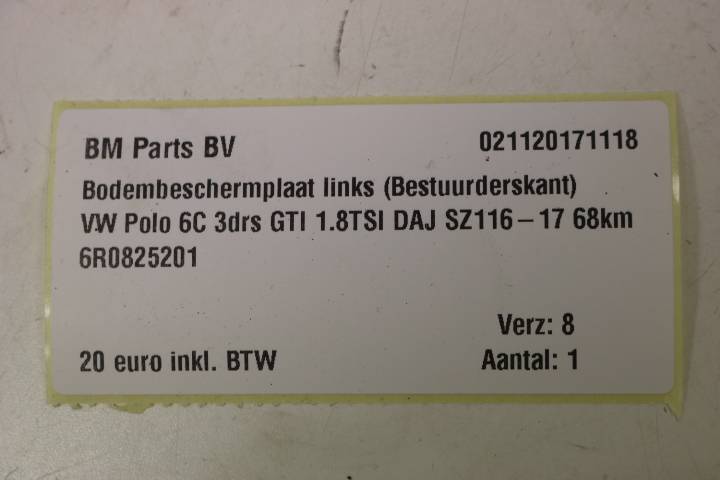 BM Parts BV 021120171118
Bodembeschermplaat links (Bestuurderskant)
VW Polo 6C 3drs GTI 1.8TSI DAJ SZ116-17 68km
6R0825201
Verz: 8
20 euro inkl. BTW Aantal: 1